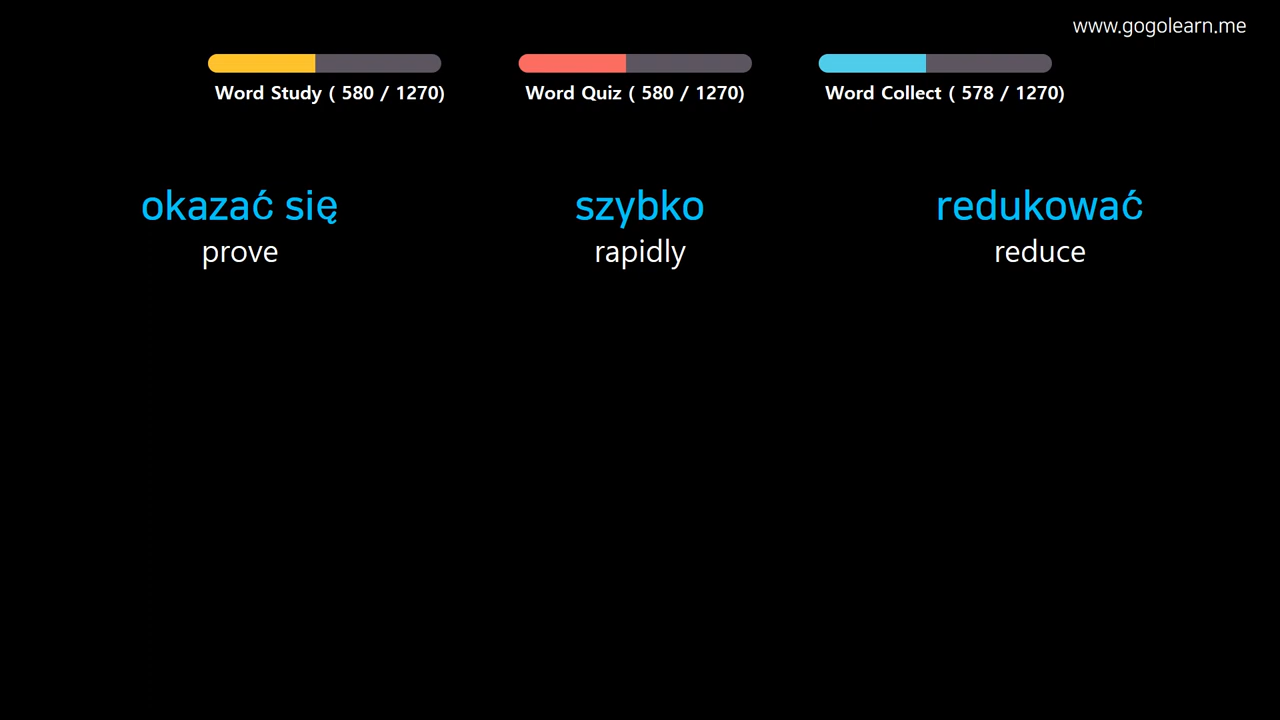 www.gogolearn.me
Word Study ( 580 / 1270)
Word Quiz ( 580 / 1270)
Word Collect ( 578 / 1270)
okazać się
prove
szybko
rapidly
redukować
reduce